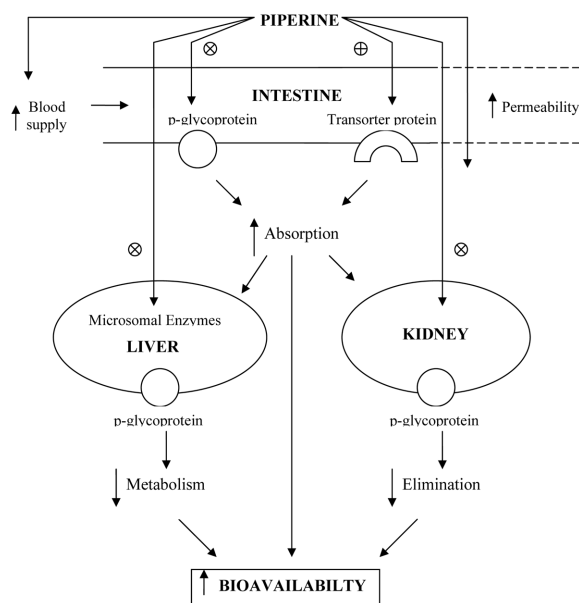 PIPERINE
INTESTINE
Blood
supply
Permeability
p-glycoprotein
Transorter protein
Absorption
Microsomal Enzymes
LIVER
KIDNEY
p-glycoprotein
p-glycoprotein
Metabolism
Elimination
BIOAVAILABILTY